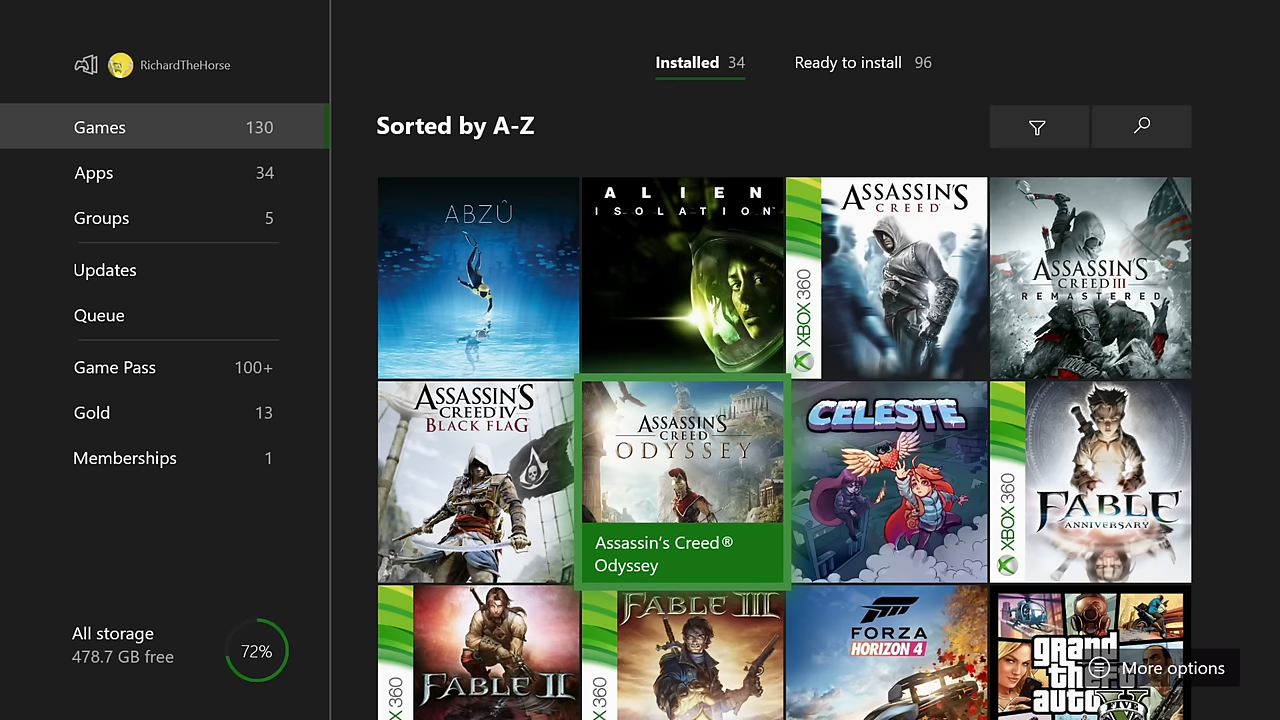 RichardTheHorse
Installed 34
Ready to install 96
Games 130
Apps 34
Groups 5
Updates
Queue
Game Pass 100+
Gold 13
Memberships 1
All storage
478.7 GB free
72%
Sorted by A-Z
ABZÛ
ALIEN
ISOLATION™
XBOX 360
ASSASSIN'S
CREED
ASSASSIN'S
CREED III
REMASTERED
ASSASSIN'S
CREED IV
BLACK FLAG
ASSASSIN'S
CREED
ODYSSEY
Assassin's Creed®
Odyssey
CELESTE
XBOX 360
FABLE
ANNIVERSARY
X 360
FABLE II
X 360
FABLE III
FORZA
HORIZON 4
grand
theft
auto
FIVE
More options